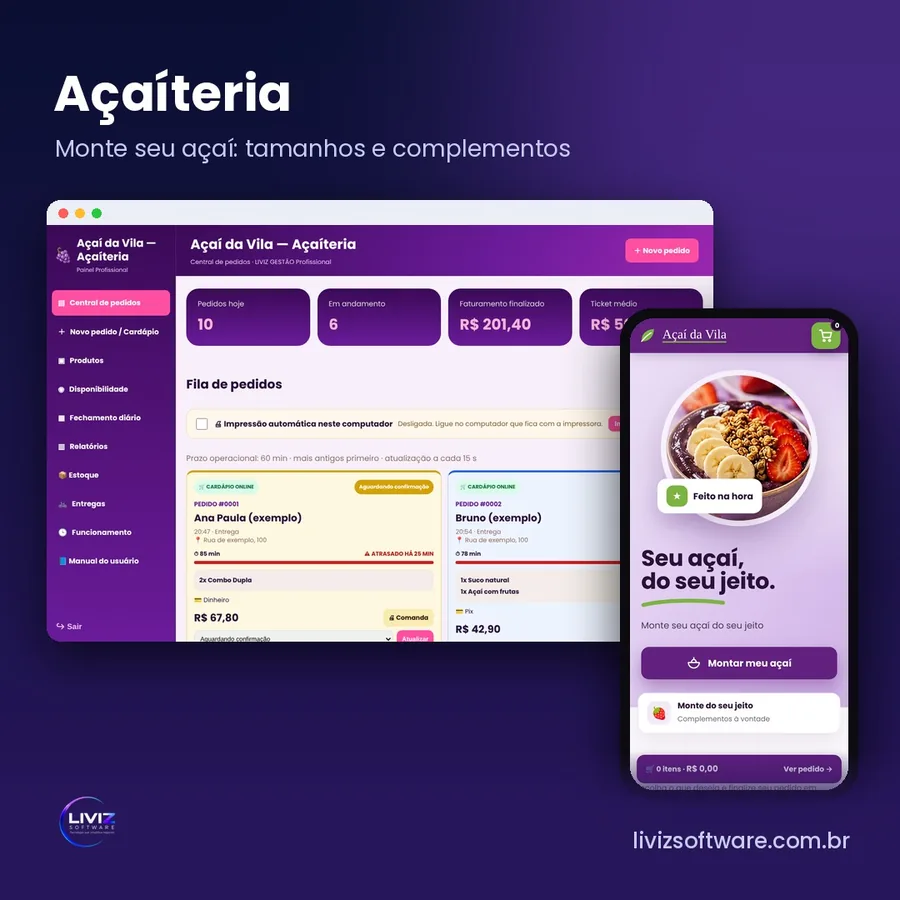 Açaíteria
Monte seu açaí: tamanhos e complementos
Açaí da Vila —
Açaíteria
Painel Profissional
Central de pedidos
+ Novo pedido / Cardápio
Produtos
Disponibilidade
Fechamento diário
Relatórios
Estoque
Entregas
Funcionamento
Manual do usuário
Sair
Açaí da Vila — Açaíteria
Central de pedidos · LIVIZ GESTÃO Profissional
+ Novo pedido
Pedidos hoje
10
Em andamento
6
Faturamento finalizado
R$ 201,40
Ticket médio
R$ 5
Fila de pedidos
Impressão automática neste computador Desligada. Ligue no computador que fica com a impressora.
Prazo operacional: 60 min · mais antigos primeiro · atualização a cada 15 s
CARDÁPIO ONLINE
Aguardando confirmação
PEDIDO #0001
Ana Paula (exemplo)
20:47 · Entrega
Rua de exemplo, 100
85 min
ATRASADO HÁ 25 MIN
2x Combo Dupla
Dinheiro
R$ 67,80
Comanda
Aguardando confirmação
Atualizar
CARDÁPIO ONLINE
PEDIDO #0002
Bruno (exemplo)
20:54 · Entrega
Rua de exemplo, 100
78 min
1x Suco natural
1x Açaí com frutas
Pix
R$ 42,90
Açaí da Vila
0
Feito na hora
Seu açaí,
do seu jeito.
Monte seu açaí do seu jeito
Montar meu açaí
Monte do seu jeito
Complementos à vontade
0 itens · R$ 0,00
Ver pedido →
LIVIZ
SOFTWARE
livizsoftware.com.br